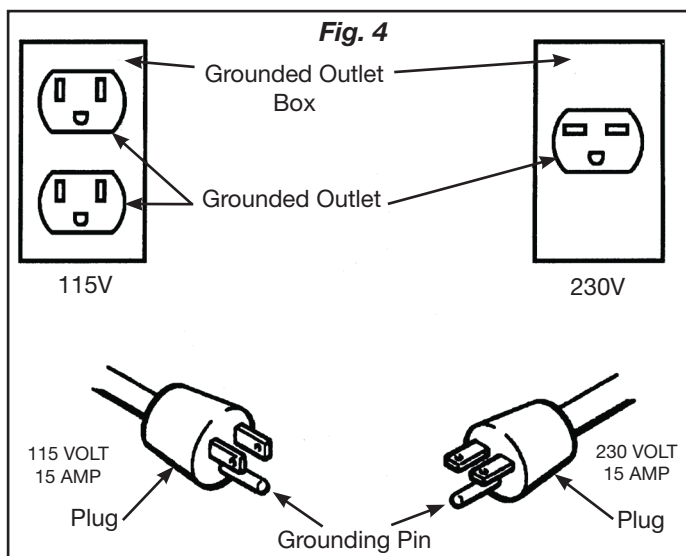 Fig. 4
Grounded Outlet
Box
Grounded Outlet
115V
230V
115 VOLT
15 AMP
230 VOLT
15 AMP
Plug
Grounding Pin
Plug